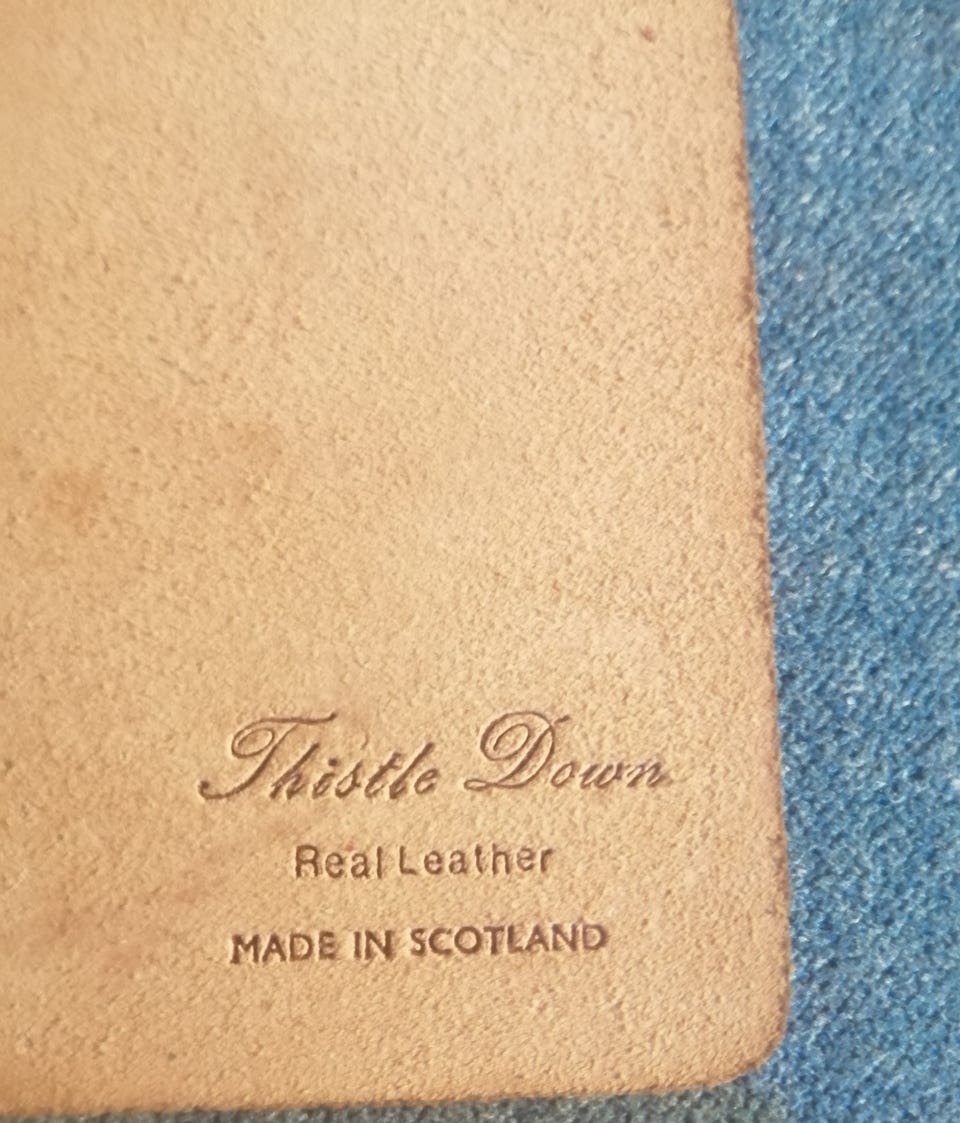 Thistle Down
Real Leather
MADE IN SCOTLAND